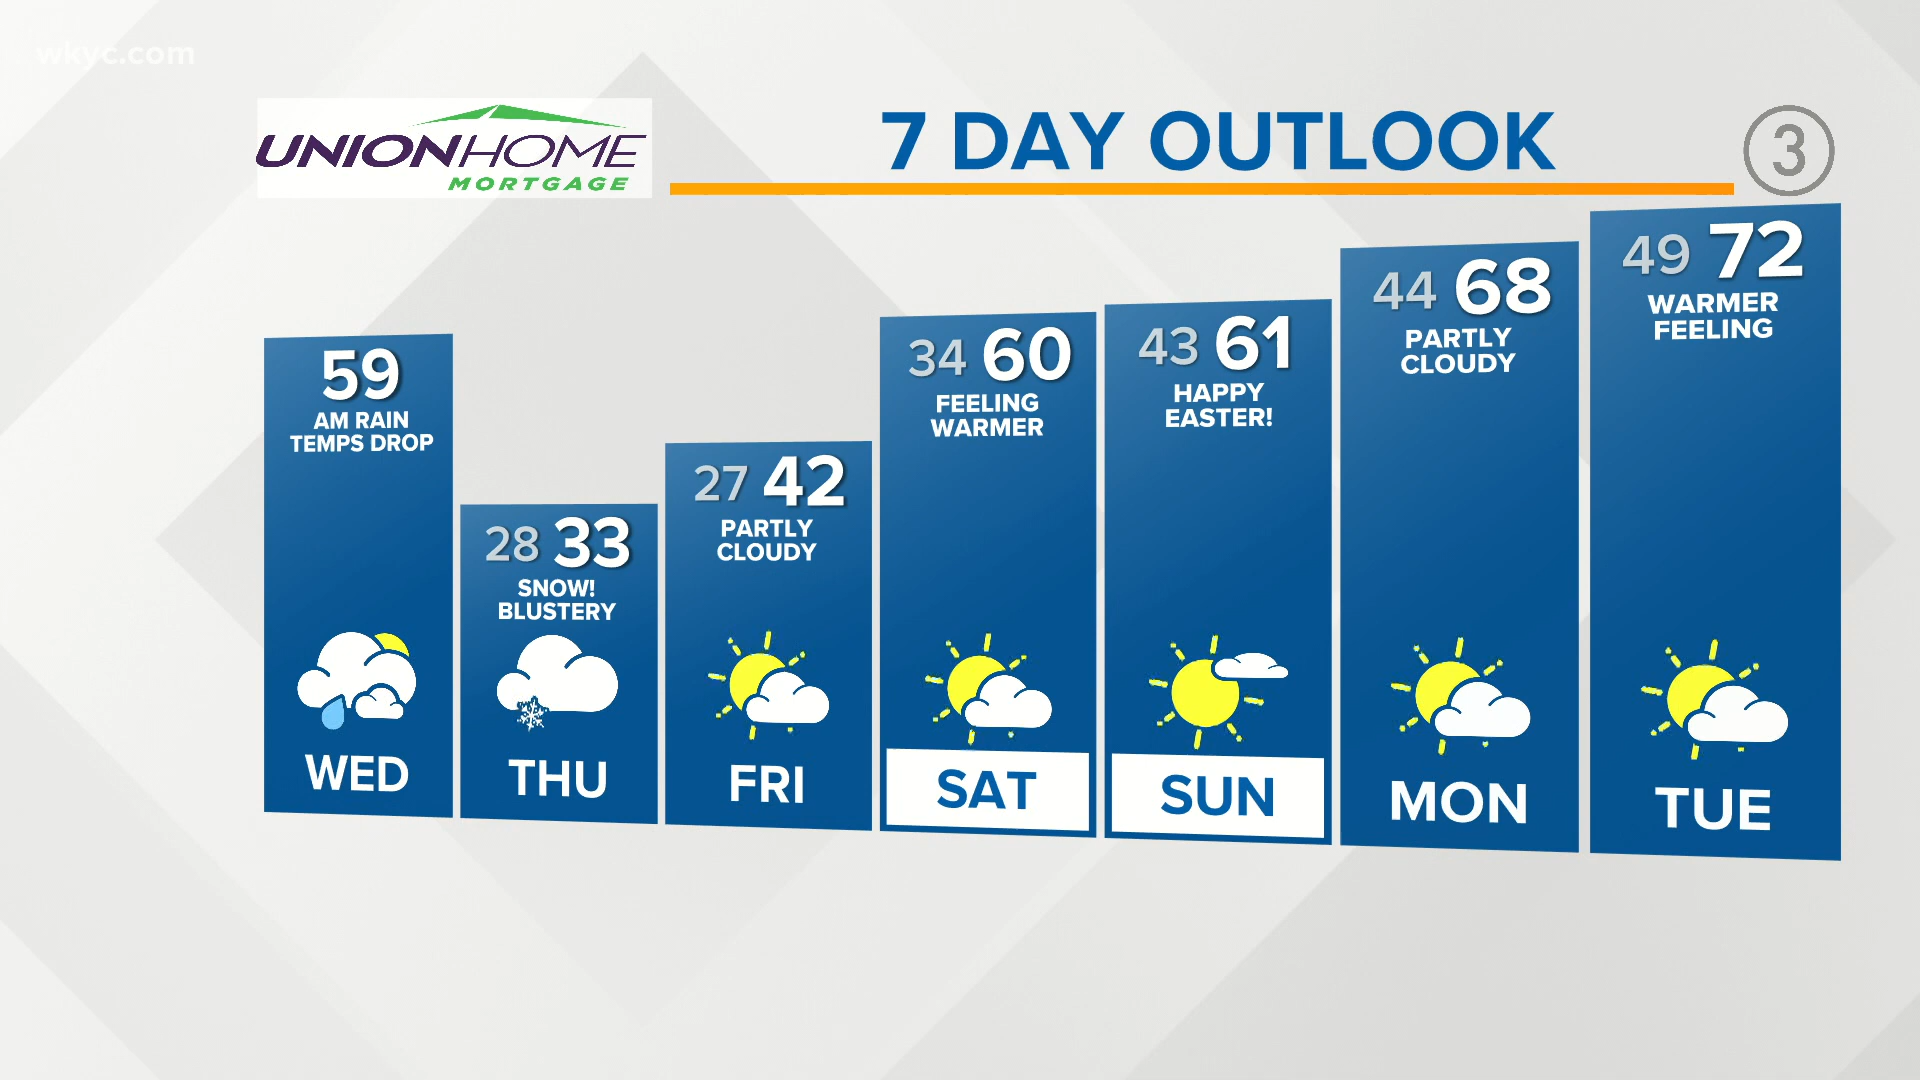 wkyc.com
UNIONHOME
MORTGAGE
7 DAY OUTLOOK
3
59
AM RAIN
TEMPS DROP
WED
28 33
SNOW!
BLUSTERY
THU
27 42
PARTLY
CLOUDY
FRI
34 60
FEELING
WARMER
SAT
43 61
HAPPY
EASTER!
SUN
44 68
PARTLY
CLOUDY
MON
49 72
WARMER
FEELING
TUE